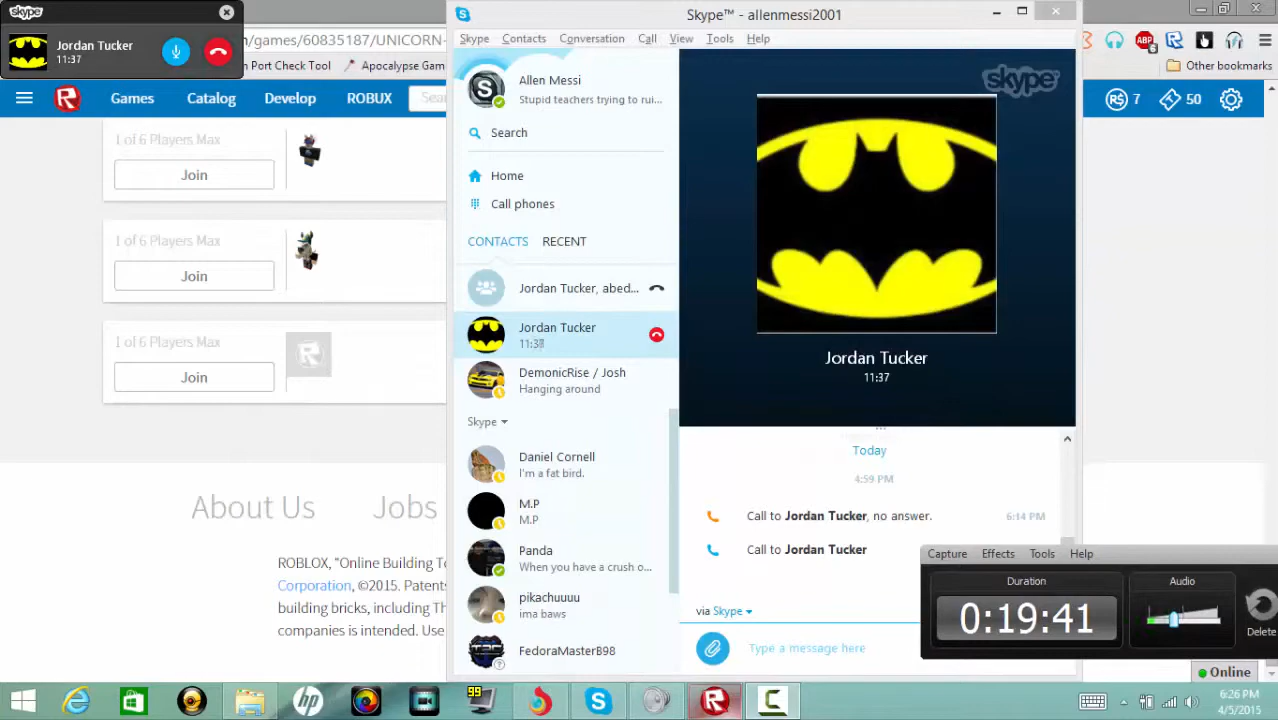 skype
Jordan Tucker
11:37
/games/60835187/UNICORN-
Port Check Tool
Apocalypse Gam
Games
Catalog
Develop
ROBUX
Sear
1 of 6 Players Max
Join
1 of 6 Players Max
Join
1 of 6 Players Max
Join
About Us
Jobs
ROBLOX, "Online Building To
Corporation, ©2015. Patents
building bricks, including Th
companies is intended. Use
Skype™ - allenmessi2001
Skype Contacts Conversation Call View Tools Help
Allen Messi
Stupid teachers trying to rui...
Search
Home
Call phones
CONTACTS RECENT
Jordan Tucker, abed...
Jordan Tucker
DemonicRise / Josh
Hanging around
Skype
Daniel Cornell
I'm a fat bird.
M.P
M.P
Panda
When you have a crush o...
pikachuuuu
ima baws
FedoraMasterB98
skype
Jordan Tucker
11:37
Today
4:59 PM
Call to Jordan Tucker, no answer.
6:14 PM
Call to Jordan Tucker
via Skype
Type a message here
ABP
6
Other bookmarks
R$ 7
50
Capture Effects Tools Help
Duration
Audio
0:19:41
Delete
Online
99
6:26 PM
4/5/2015